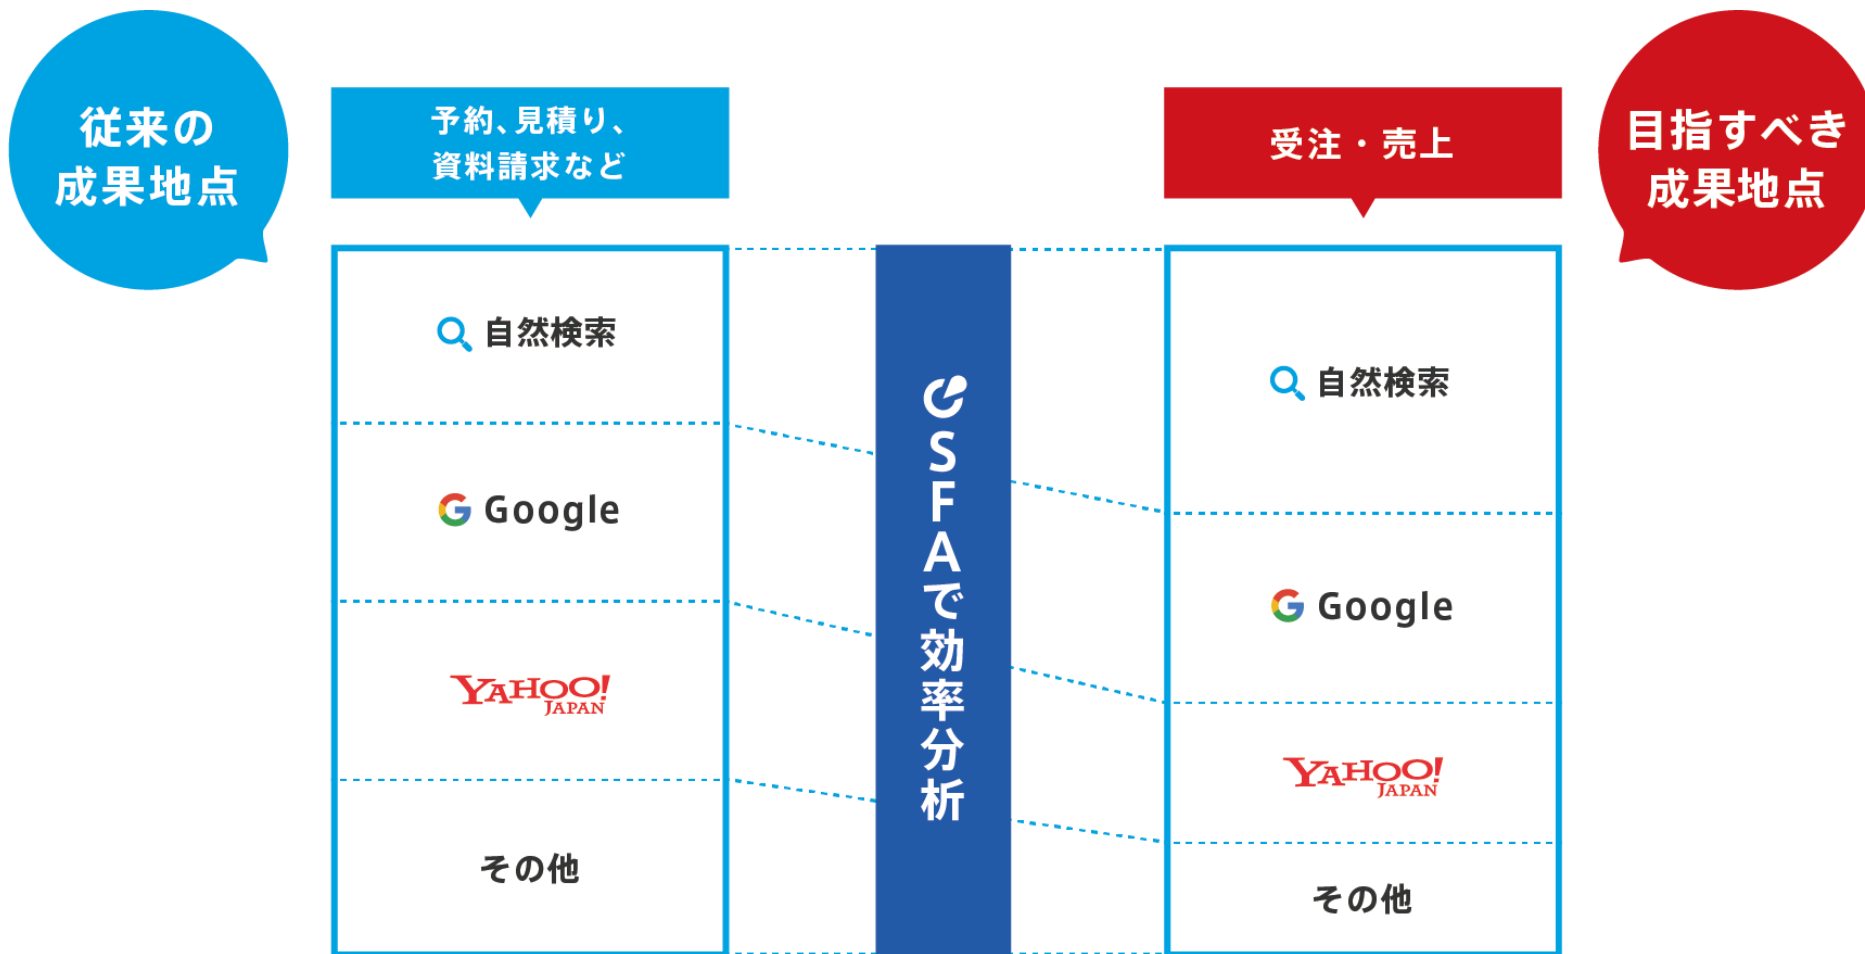 従来の
成果地点
予約、見積り、
資料請求など
受注・売上
目指すべき
成果地点
自然検索
Google
YAHOO!
JAPAN
その他
SFAで効率分析
自然検索
Google
YAHOO!
JAPAN
その他